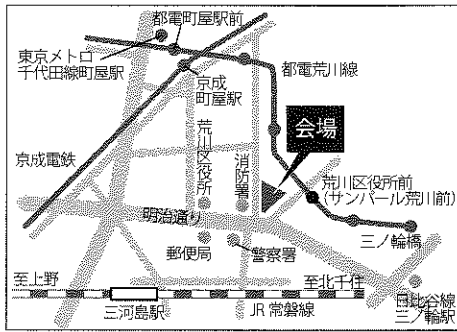 都電町屋駅前
東京メトロ
千代田線町屋駅
京成
町屋駅
都電荒川線
会場
京成電鉄
荒川区役所
消防署
荒川区役所前
(サンパール荒川前)
明治通り
三ノ輪橋
郵便局
警察署
至上野
至北千住
三河島駅
JR 常磐線
日比谷線
三ノ輪駅